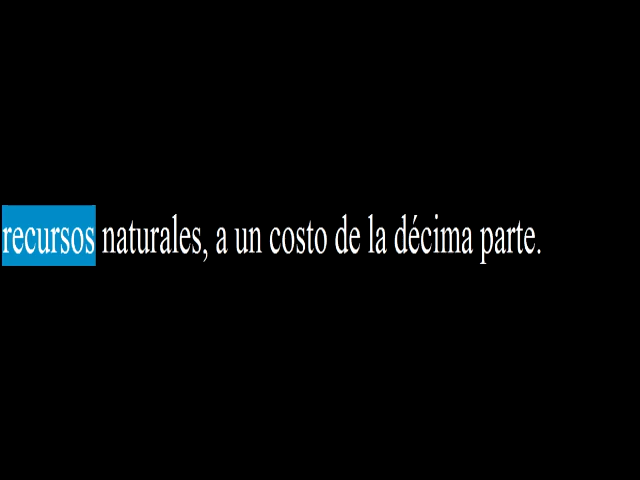 recursos naturales, a un costo de la décima parte.